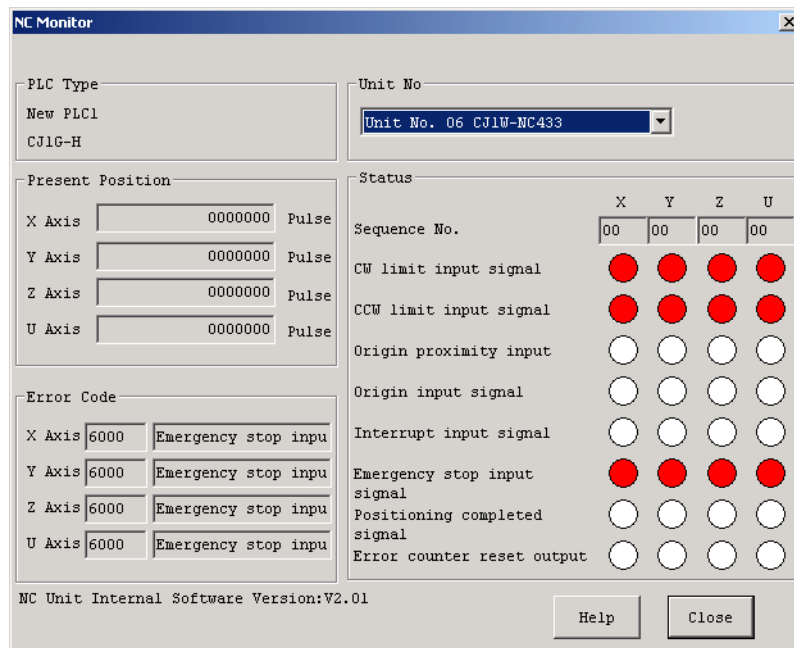 NC Monitor
PLC Type
New PLC1
CJ1G-H
Unit No
Unit No. 06 CJ1W-NC433
Present Position
X Axis 0000000 Pulse
Y Axis 0000000 Pulse
Z Axis 0000000 Pulse
U Axis 0000000 Pulse
Error Code
X Axis 6000 Emergency stop inpu
Y Axis 6000 Emergency stop inpu
Z Axis 6000 Emergency stop inpu
U Axis 6000 Emergency stop inpu
Status
X Y Z U
Sequence No. 00 00 00 00
CW limit input signal
CCW limit input signal
Origin proximity input
Origin input signal
Interrupt input signal
Emergency stop input
signal
Positioning completed
signal
Error counter reset output
NC Unit Internal Software Version:V2.01
Help Close